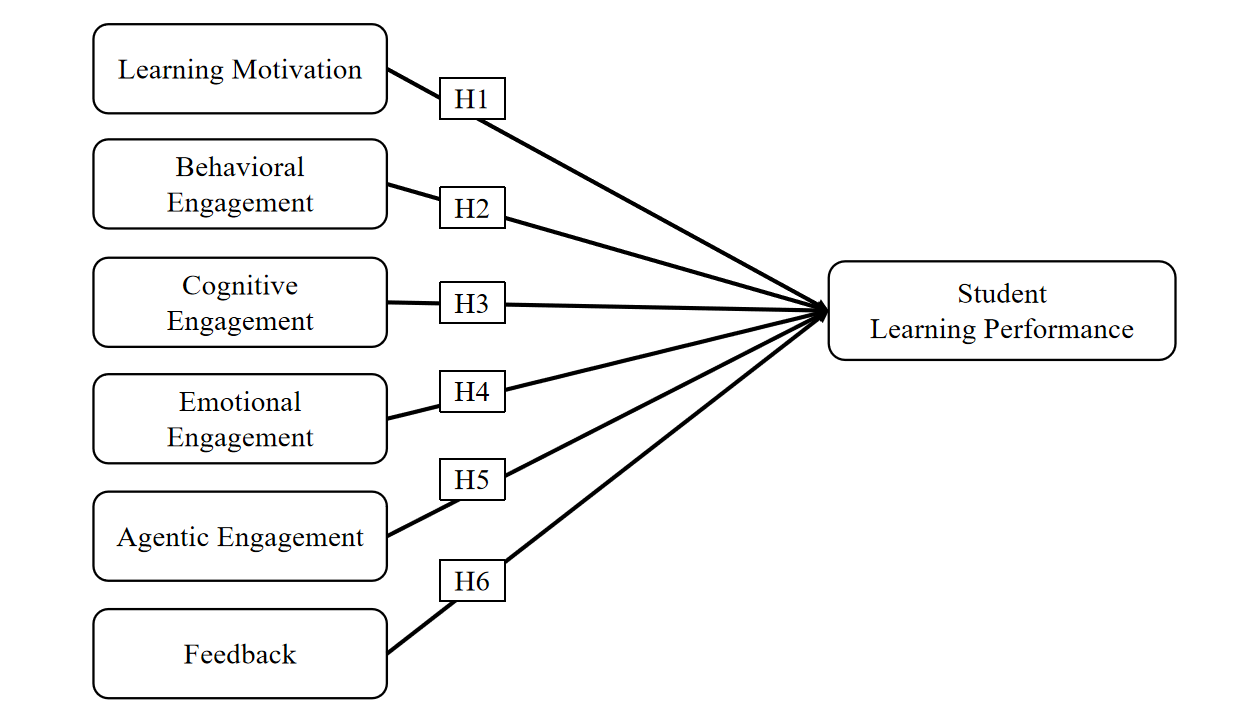 Learning Motivation
H1
Behavioral
Engagement
H2
Cognitive
Engagement
H3
Student
Learning Performance
Emotional
Engagement
H4
Agentic Engagement
H5
Feedback
H6